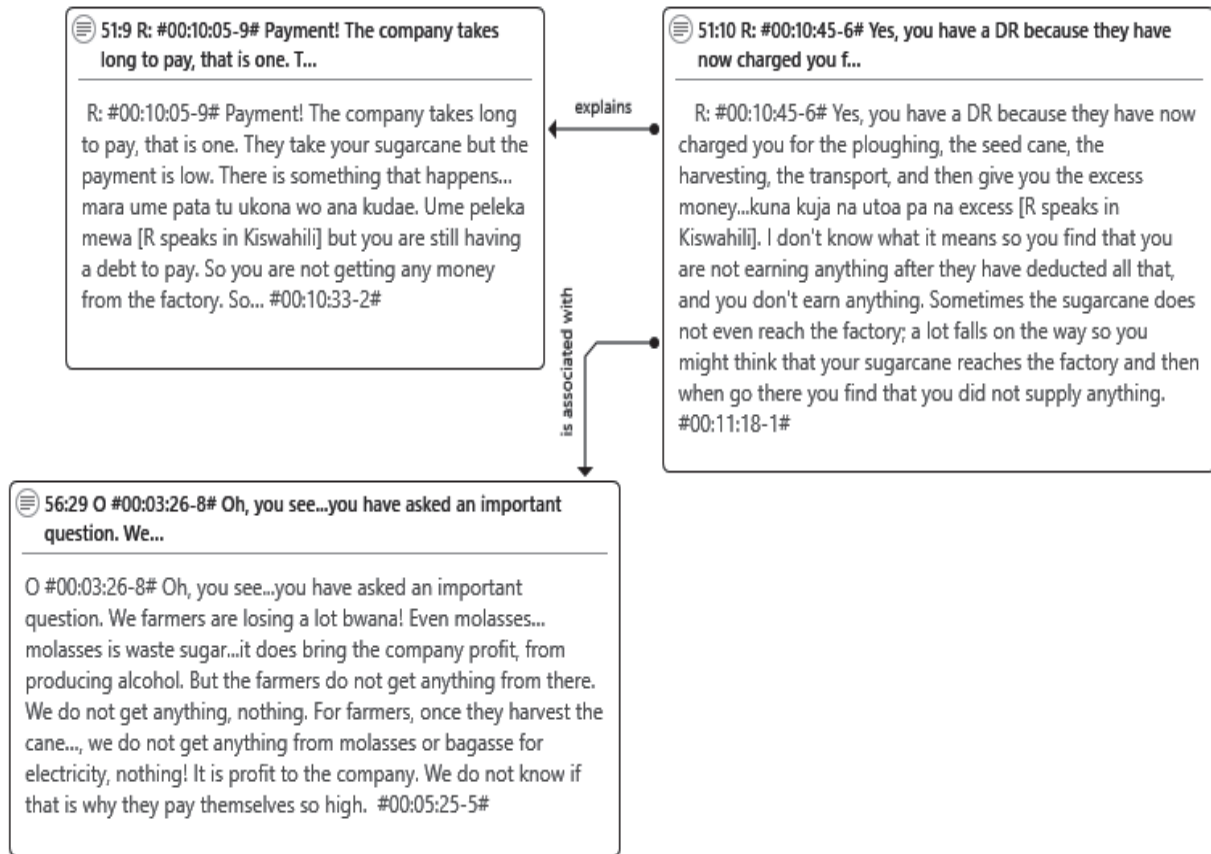 51:9 R: #00:10:05-9# Payment! The company takes
long to pay, that is one. T...
R: #00:10:05-9# Payment! The company takes long
to pay, that is one. They take your sugarcane but the
payment is low. There is something that happens...
mara ume pata tu ukona wo ana kudae. Ume peleka
mewa [R speaks in Kiswahili] but you are still having
a debt to pay. So you are not getting any money
from the factory. So... #00:10:33-2#
explains
51:10 R: #00:10:45-6# Yes, you have a DR because they have
now charged you f...
R: #00:10:45-6# Yes, you have a DR because they have now
charged you for the ploughing, the seed cane, the
harvesting, the transport, and then give you the excess
money...kuna kuja na utoa pa na excess [R speaks in
Kiswahili]. I don't know what it means so you find that you
are not earning anything after they have deducted all that,
and you don't earn anything. Sometimes the sugarcane does
not even reach the factory; a lot falls on the way so you
might think that your sugarcane reaches the factory and then
when go there you find that you did not supply anything.
#00:11:18-1#
is associated with
56:29 O #00:03:26-8# Oh, you see...you have asked an important
question. We...
O #00:03:26-8# Oh, you see...you have asked an important
question. We farmers are losing a lot bwana! Even molasses...
molasses is waste sugar...it does bring the company profit, from
producing alcohol. But the farmers do not get anything from there.
We do not get anything, nothing. For farmers, once they harvest the
cane..., we do not get anything from molasses or bagasse for
electricity, nothing! It is profit to the company. We do not know if
that is why they pay themselves so high. #00:05:25-5#